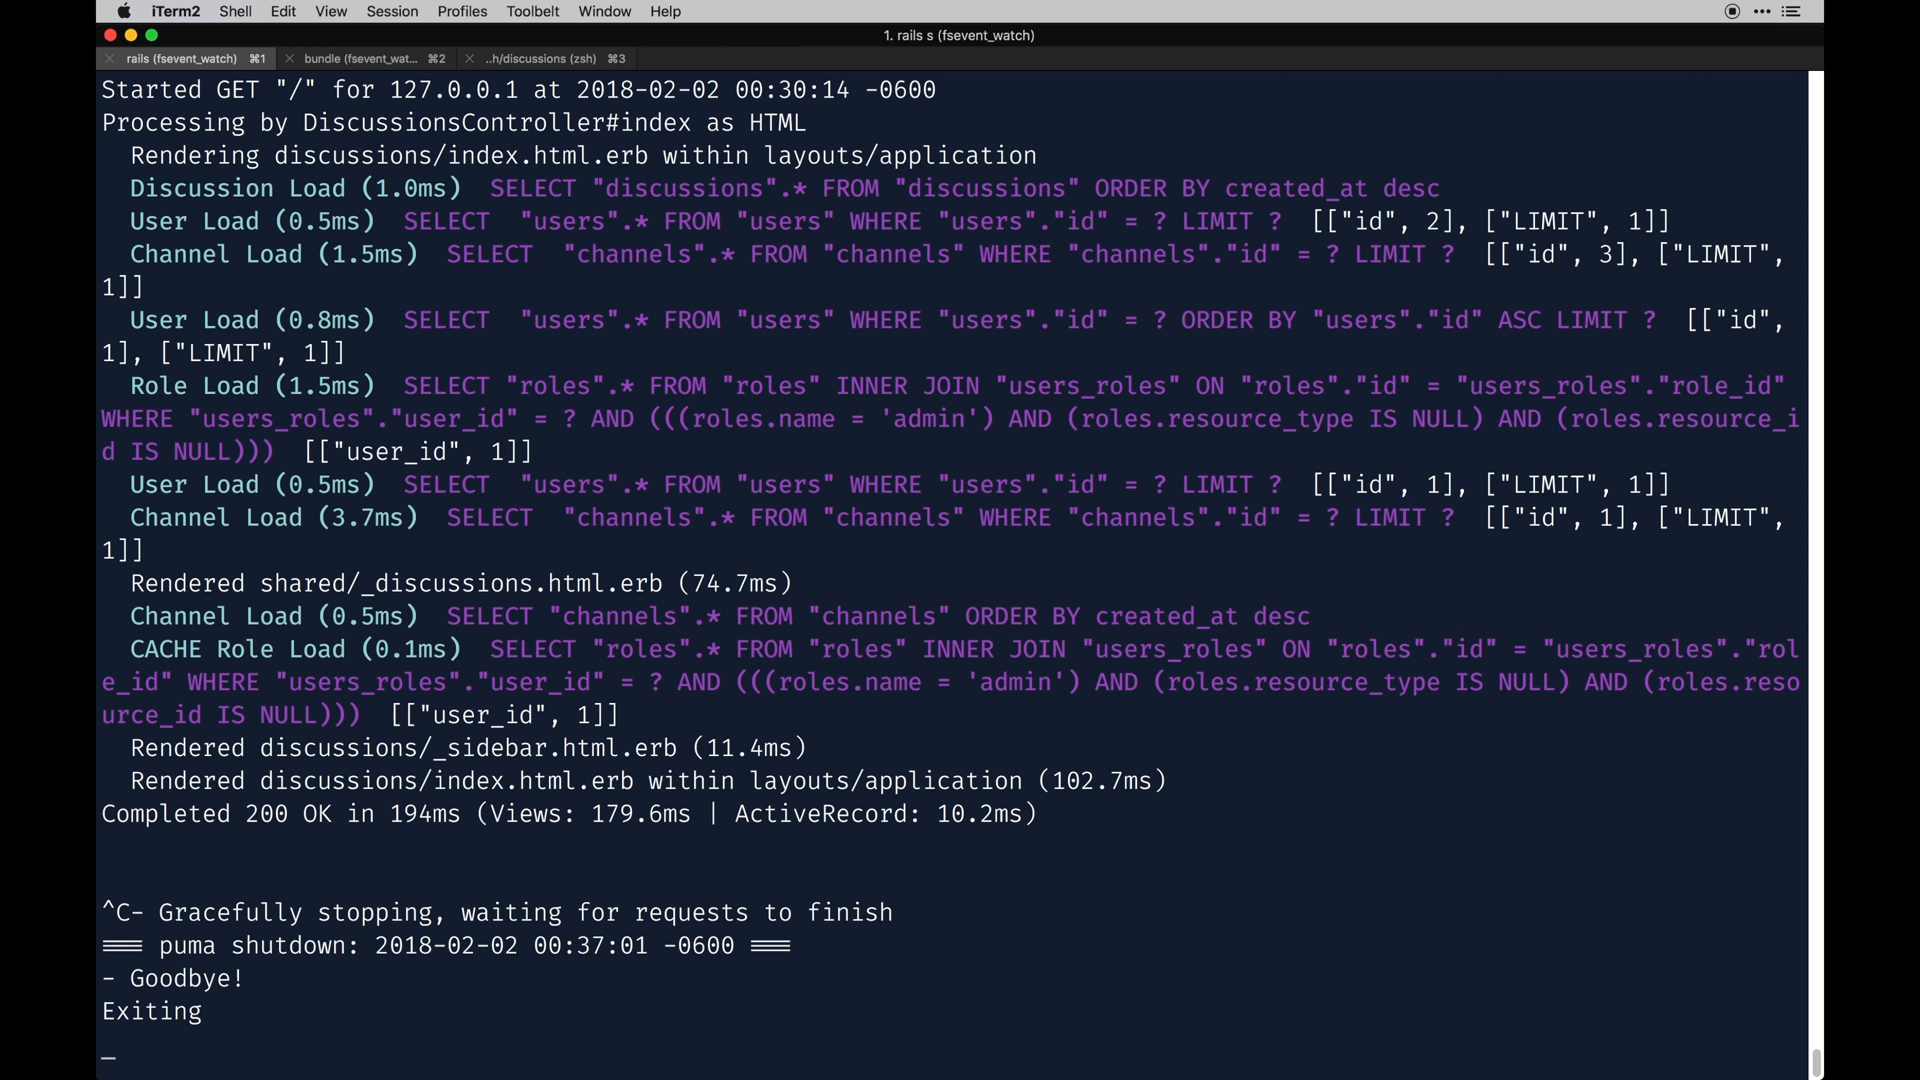 iTerm2 Shell Edit View Session Profiles Toolbelt Window Help
1. rails s (fsevent_watch)
rails (fsevent_watch) ⌘1 bundle (fsevent_wat... ⌘2 ..h/discussions (zsh) ⌘3
Started GET "/" for 127.0.0.1 at 2018-02-02 00:30:14 -0600
Processing by DiscussionsController#index as HTML
  Rendering discussions/index.html.erb within layouts/application
  Discussion Load (1.0ms)  SELECT "discussions".* FROM "discussions" ORDER BY created_at desc
  User Load (0.5ms)  SELECT  "users".* FROM "users" WHERE "users"."id" = ? LIMIT ?  [["id", 2], ["LIMIT", 1]]
  Channel Load (1.5ms)  SELECT  "channels".* FROM "channels" WHERE "channels"."id" = ? LIMIT ?  [["id", 3], ["LIMIT",
1]]
  User Load (0.8ms)  SELECT  "users".* FROM "users" WHERE "users"."id" = ? ORDER BY "users"."id" ASC LIMIT ?  [["id",
1], ["LIMIT", 1]]
  Role Load (1.5ms)  SELECT "roles".* FROM "roles" INNER JOIN "users_roles" ON "roles"."id" = "users_roles"."role_id"
WHERE "users_roles"."user_id" = ? AND (((roles.name = 'admin') AND (roles.resource_type IS NULL) AND (roles.resource_i
d IS NULL)))  [["user_id", 1]]
  User Load (0.5ms)  SELECT  "users".* FROM "users" WHERE "users"."id" = ? LIMIT ?  [["id", 1], ["LIMIT", 1]]
  Channel Load (3.7ms)  SELECT  "channels".* FROM "channels" WHERE "channels"."id" = ? LIMIT ?  [["id", 1], ["LIMIT",
1]]
  Rendered shared/_discussions.html.erb (74.7ms)
  Channel Load (0.5ms)  SELECT "channels".* FROM "channels" ORDER BY created_at desc
  CACHE Role Load (0.1ms)  SELECT "roles".* FROM "roles" INNER JOIN "users_roles" ON "roles"."id" = "users_roles"."rol
e_id" WHERE "users_roles"."user_id" = ? AND (((roles.name = 'admin') AND (roles.resource_type IS NULL) AND (roles.reso
urce_id IS NULL)))  [["user_id", 1]]
  Rendered discussions/_sidebar.html.erb (11.4ms)
  Rendered discussions/index.html.erb within layouts/application (102.7ms)
Completed 200 OK in 194ms (Views: 179.6ms | ActiveRecord: 10.2ms)
^C- Gracefully stopping, waiting for requests to finish
=== puma shutdown: 2018-02-02 00:37:01 -0600 ===
- Goodbye!
Exiting